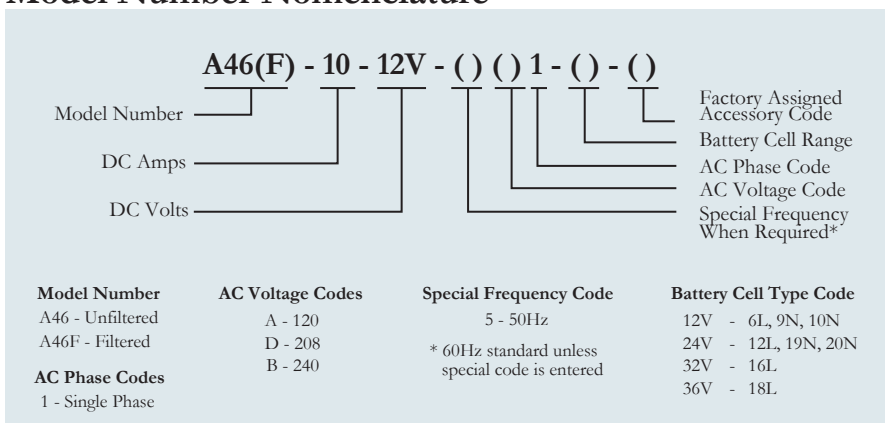 Model Number Nomenclature
A46(F) - 10 - 12V - ( ) ( ) 1 - ( ) - ( )
Model Number
DC Amps
DC Volts
Factory Assigned
Accessory Code
Battery Cell Range
AC Phase Code
AC Voltage Code
Special Frequency
When Required*
Model Number
A46 - Unfiltered
A46F - Filtered
AC Phase Codes
1 - Single Phase
AC Voltage Codes
A - 120
D - 208
B - 240
Special Frequency Code
5 - 50Hz
* 60Hz standard unless
special code is entered
Battery Cell Type Code
12V - 6L, 9N, 10N
24V - 12L, 19N, 20N
32V - 16L
36V - 18L